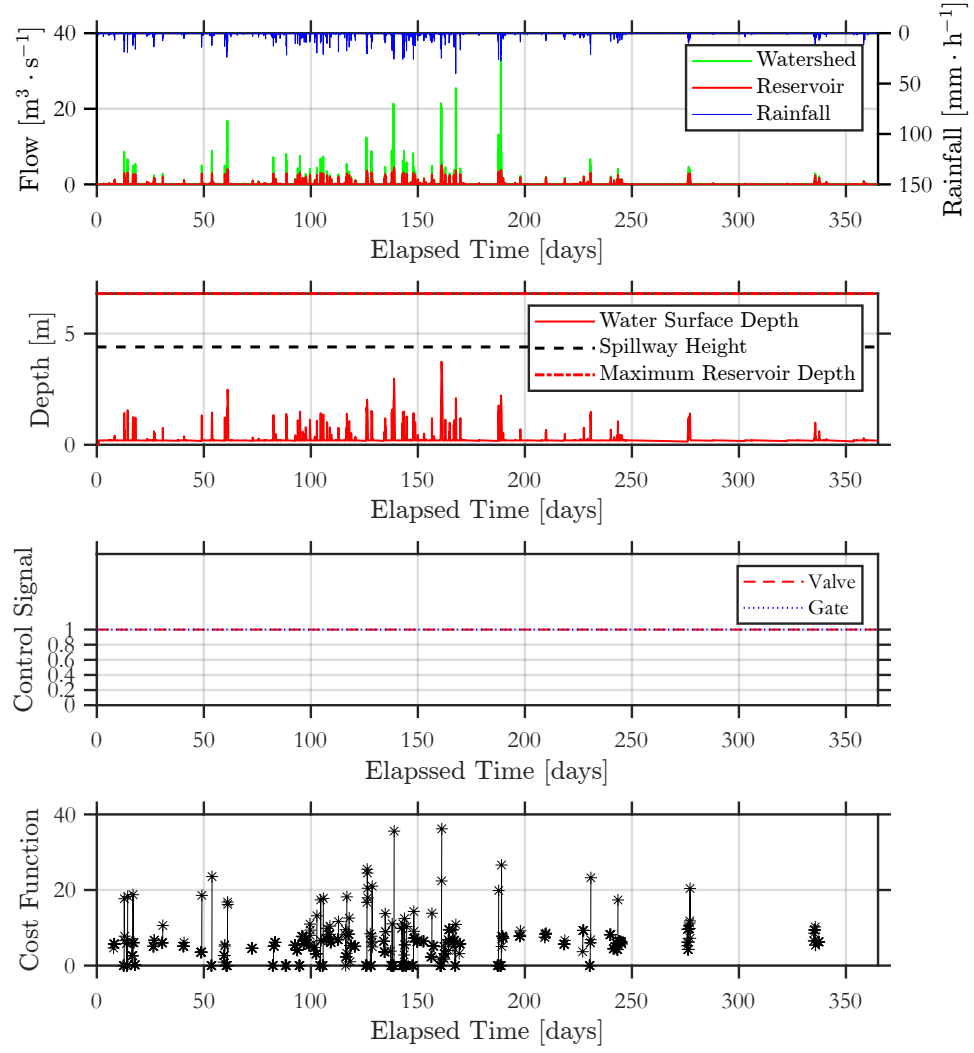 40
20
0
Flow [m³ · s⁻¹]
0
50
100
150
Rainfall [mm · h⁻¹]
Watershed
Reservoir
Rainfall
0 50 100 150 200 250 300 350
Elapsed Time [days]
5
0
Depth [m]
Water Surface Depth
Spillway Height
Maximum Reservoir Depth
0 50 100 150 200 250 300 350
Elapsed Time [days]
1
0.8
0.6
0.4
0.2
0
Control Signal
Valve
Gate
0 50 100 150 200 250 300 350
Elapssed Time [days]
40
20
0
Cost Function
0 50 100 150 200 250 300 350
Elapsed Time [days]